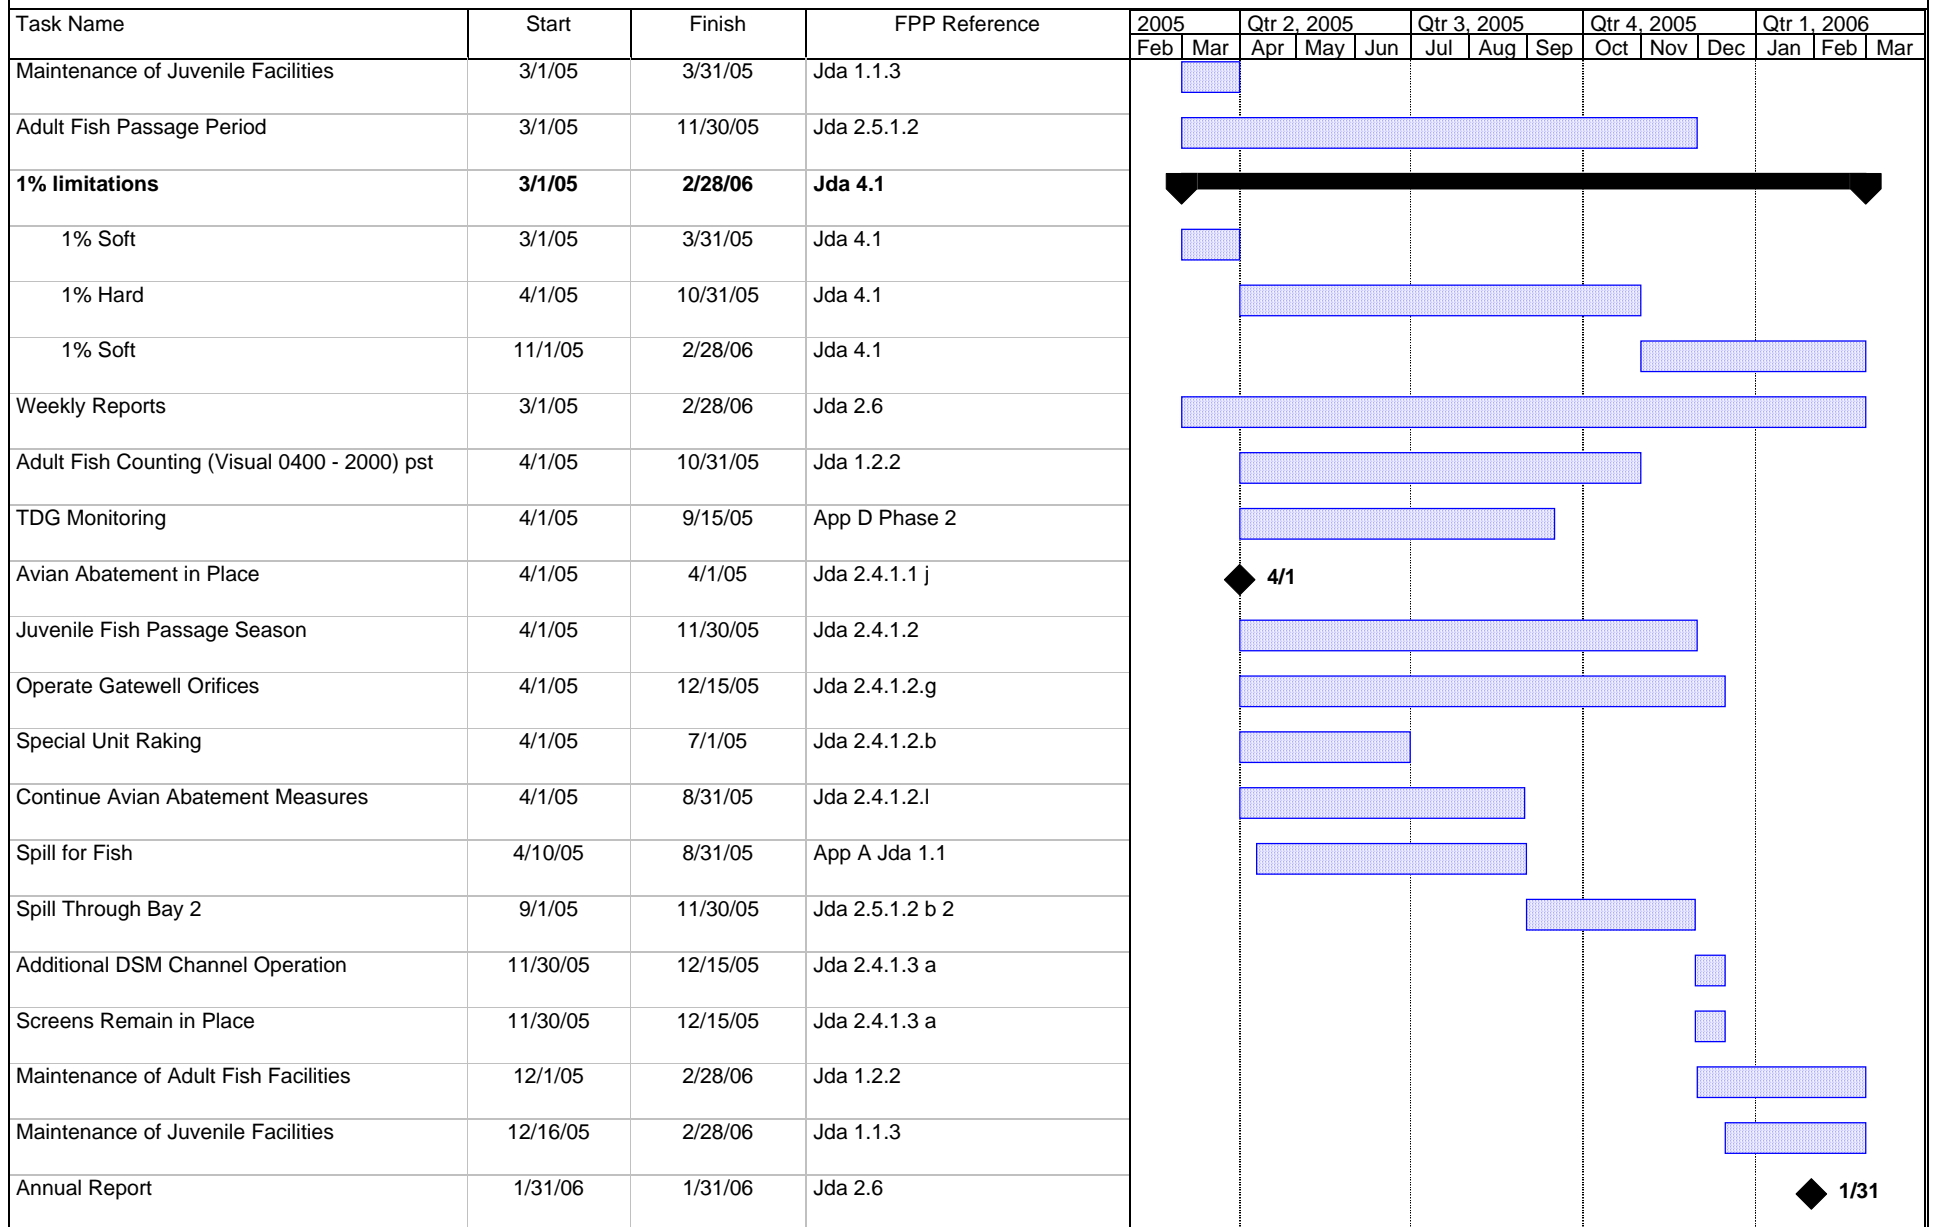 Task Name Start Finish FPP Reference 2005 Qtr 2, 2005 Qtr 3, 2005 Qtr 4, 2005 Qtr 1, 2006
Feb Mar Apr May Jun Jul Aug Sep Oct Nov Dec Jan Feb Mar
Maintenance of Juvenile Facilities 3/1/05 3/31/05 Jda 1.1.3
Adult Fish Passage Period 3/1/05 11/30/05 Jda 2.5.1.2
1% limitations 3/1/05 2/28/06 Jda 4.1
1% Soft 3/1/05 3/31/05 Jda 4.1
1% Hard 4/1/05 10/31/05 Jda 4.1
1% Soft 11/1/05 2/28/06 Jda 4.1
Weekly Reports 3/1/05 2/28/06 Jda 2.6
Adult Fish Counting (Visual 0400 - 2000) pst 4/1/05 10/31/05 Jda 1.2.2
TDG Monitoring 4/1/05 9/15/05 App D Phase 2
Avian Abatement in Place 4/1/05 4/1/05 Jda 2.4.1.1 j 4/1
Juvenile Fish Passage Season 4/1/05 11/30/05 Jda 2.4.1.2
Operate Gatewell Orifices 4/1/05 12/15/05 Jda 2.4.1.2.g
Special Unit Raking 4/1/05 7/1/05 Jda 2.4.1.2.b
Continue Avian Abatement Measures 4/1/05 8/31/05 Jda 2.4.1.2.l
Spill for Fish 4/10/05 8/31/05 App A Jda 1.1
Spill Through Bay 2 9/1/05 11/30/05 Jda 2.5.1.2 b 2
Additional DSM Channel Operation 11/30/05 12/15/05 Jda 2.4.1.3 a
Screens Remain in Place 11/30/05 12/15/05 Jda 2.4.1.3 a
Maintenance of Adult Fish Facilities 12/1/05 2/28/06 Jda 1.2.2
Maintenance of Juvenile Facilities 12/16/05 2/28/06 Jda 1.1.3
Annual Report 1/31/06 1/31/06 Jda 2.6 1/31